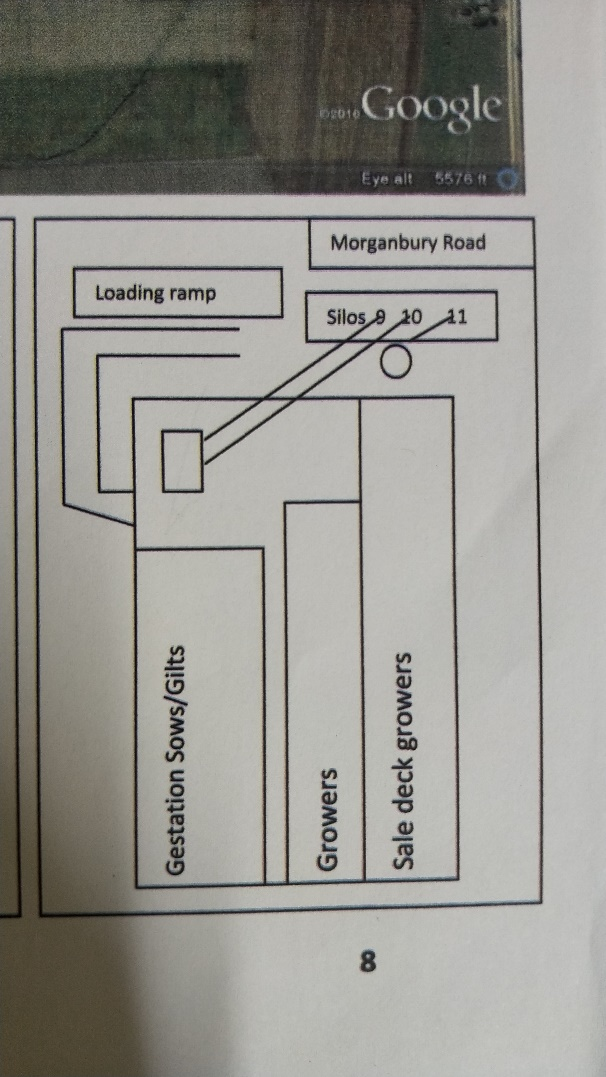 ©2016 Google
Eye alt 5576 ft
Morganbury Road
Loading ramp
Silos 9 10 11
Gestation Sows/Gilts
Growers
Sale deck growers
8